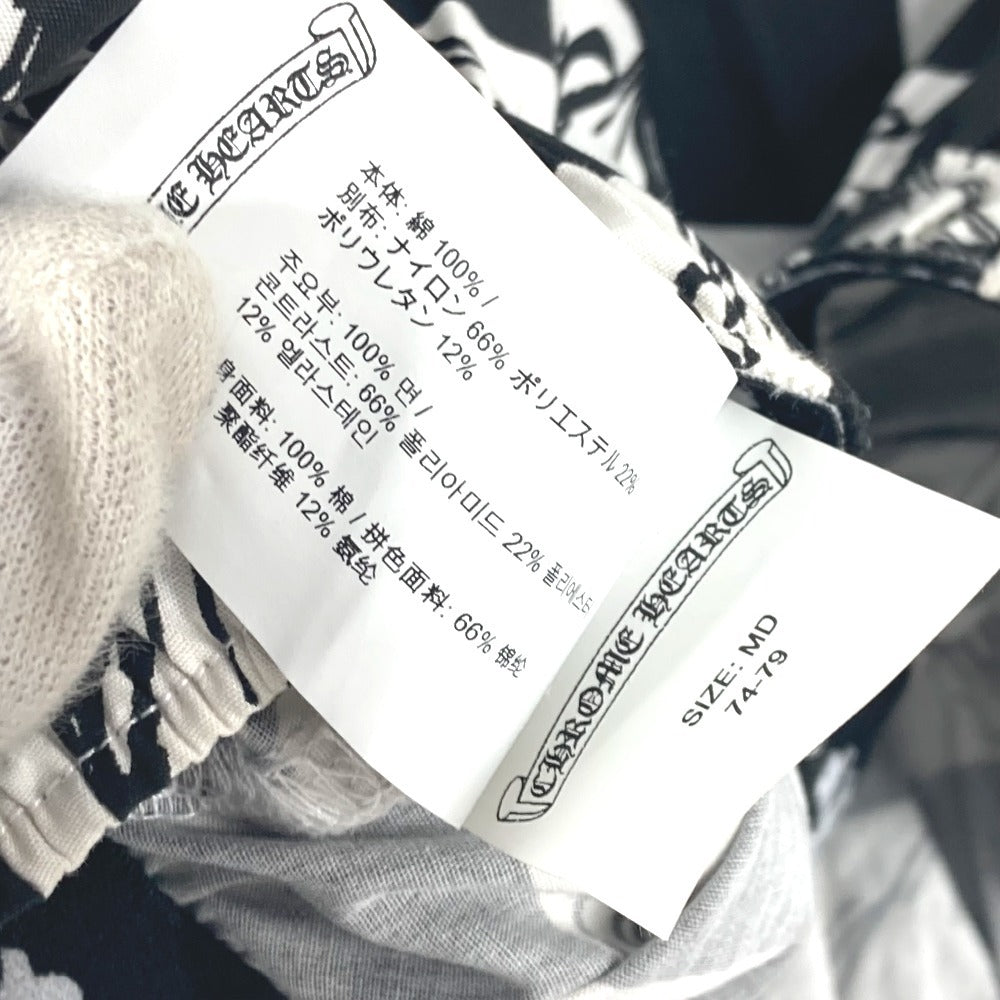 E HEARTS
本体: 綿 100% /
別布: ナイロン 66% ポリエステル 22%
ポリウレタン 12%
주요부: 100% 면 /
콘트라스트: 66% 폴리아미드 22% 폴리에스터
12% 엘라스테인
身面料: 100% 棉 / 拼色面料: 66% 锦纶
聚酯纤维 12% 氨纶
CHROME HEARTS
SIZE: MD
74-79